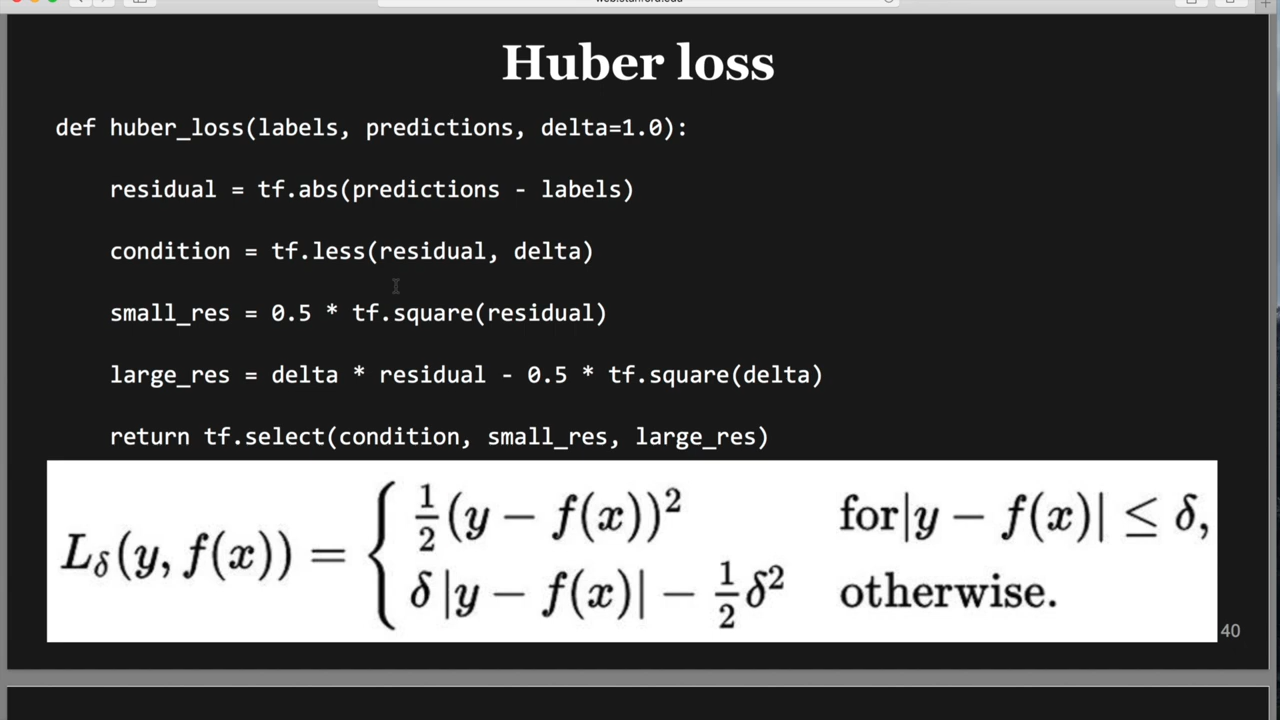 Huber loss
def huber_loss(labels, predictions, delta=1.0):
residual = tf.abs(predictions - labels)
condition = tf.less(residual, delta)
small_res = 0.5 * tf.square(residual)
large_res = delta * residual - 0.5 * tf.square(delta)
return tf.select(condition, small_res, large_res)
L_δ(y, f(x)) = { ½(y − f(x))² for|y − f(x)| ≤ δ,
δ|y − f(x)| − ½δ² otherwise.
40